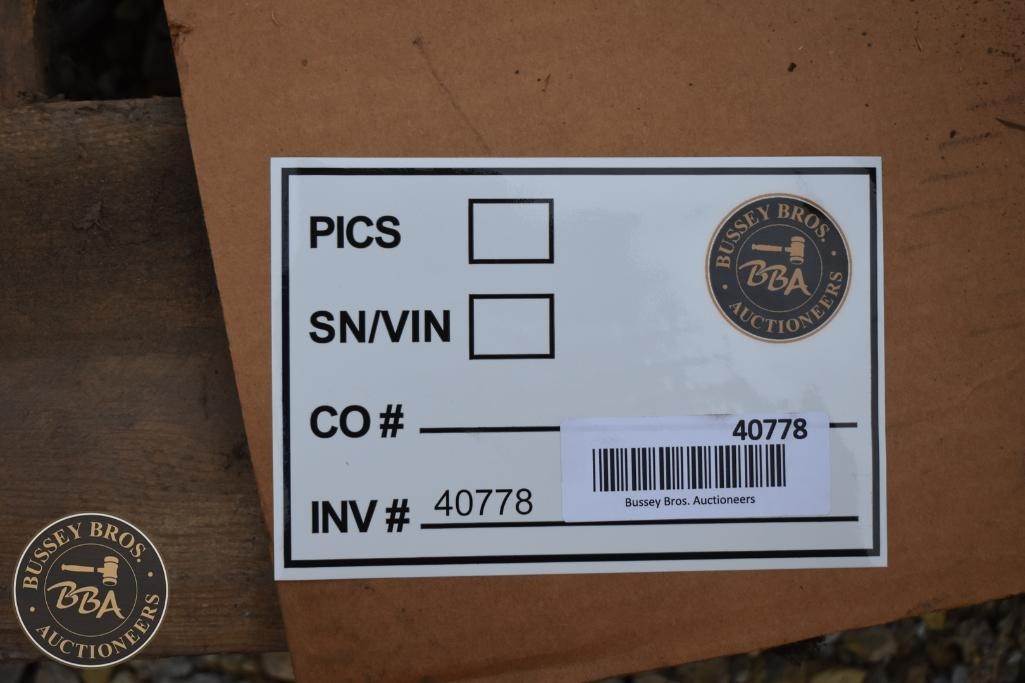 PICS
BUSSEY BROS.
BBA
AUCTIONEERS
SN/VIN
CO #
40778
Bussey Bros. Auctioneers
INV # 40778
BUSSEY BROS.
BBA
AUCTIONEERS